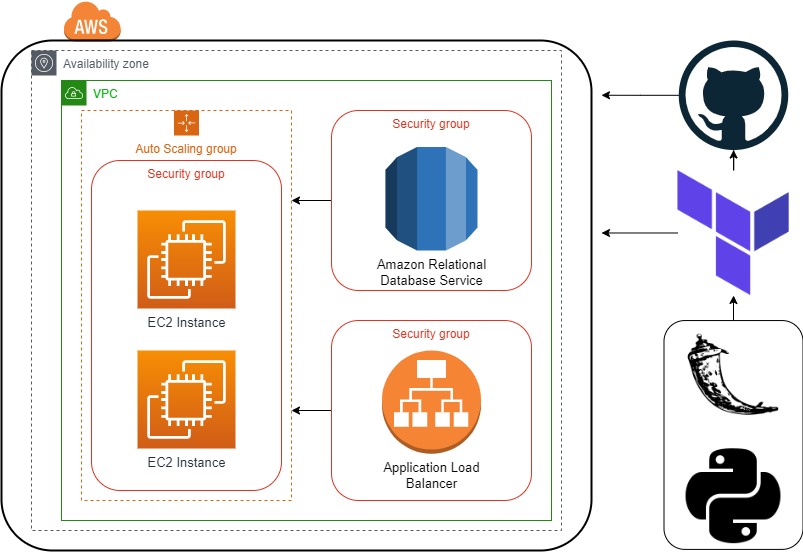 AWS
Availability zone
VPC
Auto Scaling group
Security group
EC2 Instance
EC2 Instance
Security group
Amazon Relational
Database Service
Security group
Application Load
Balancer